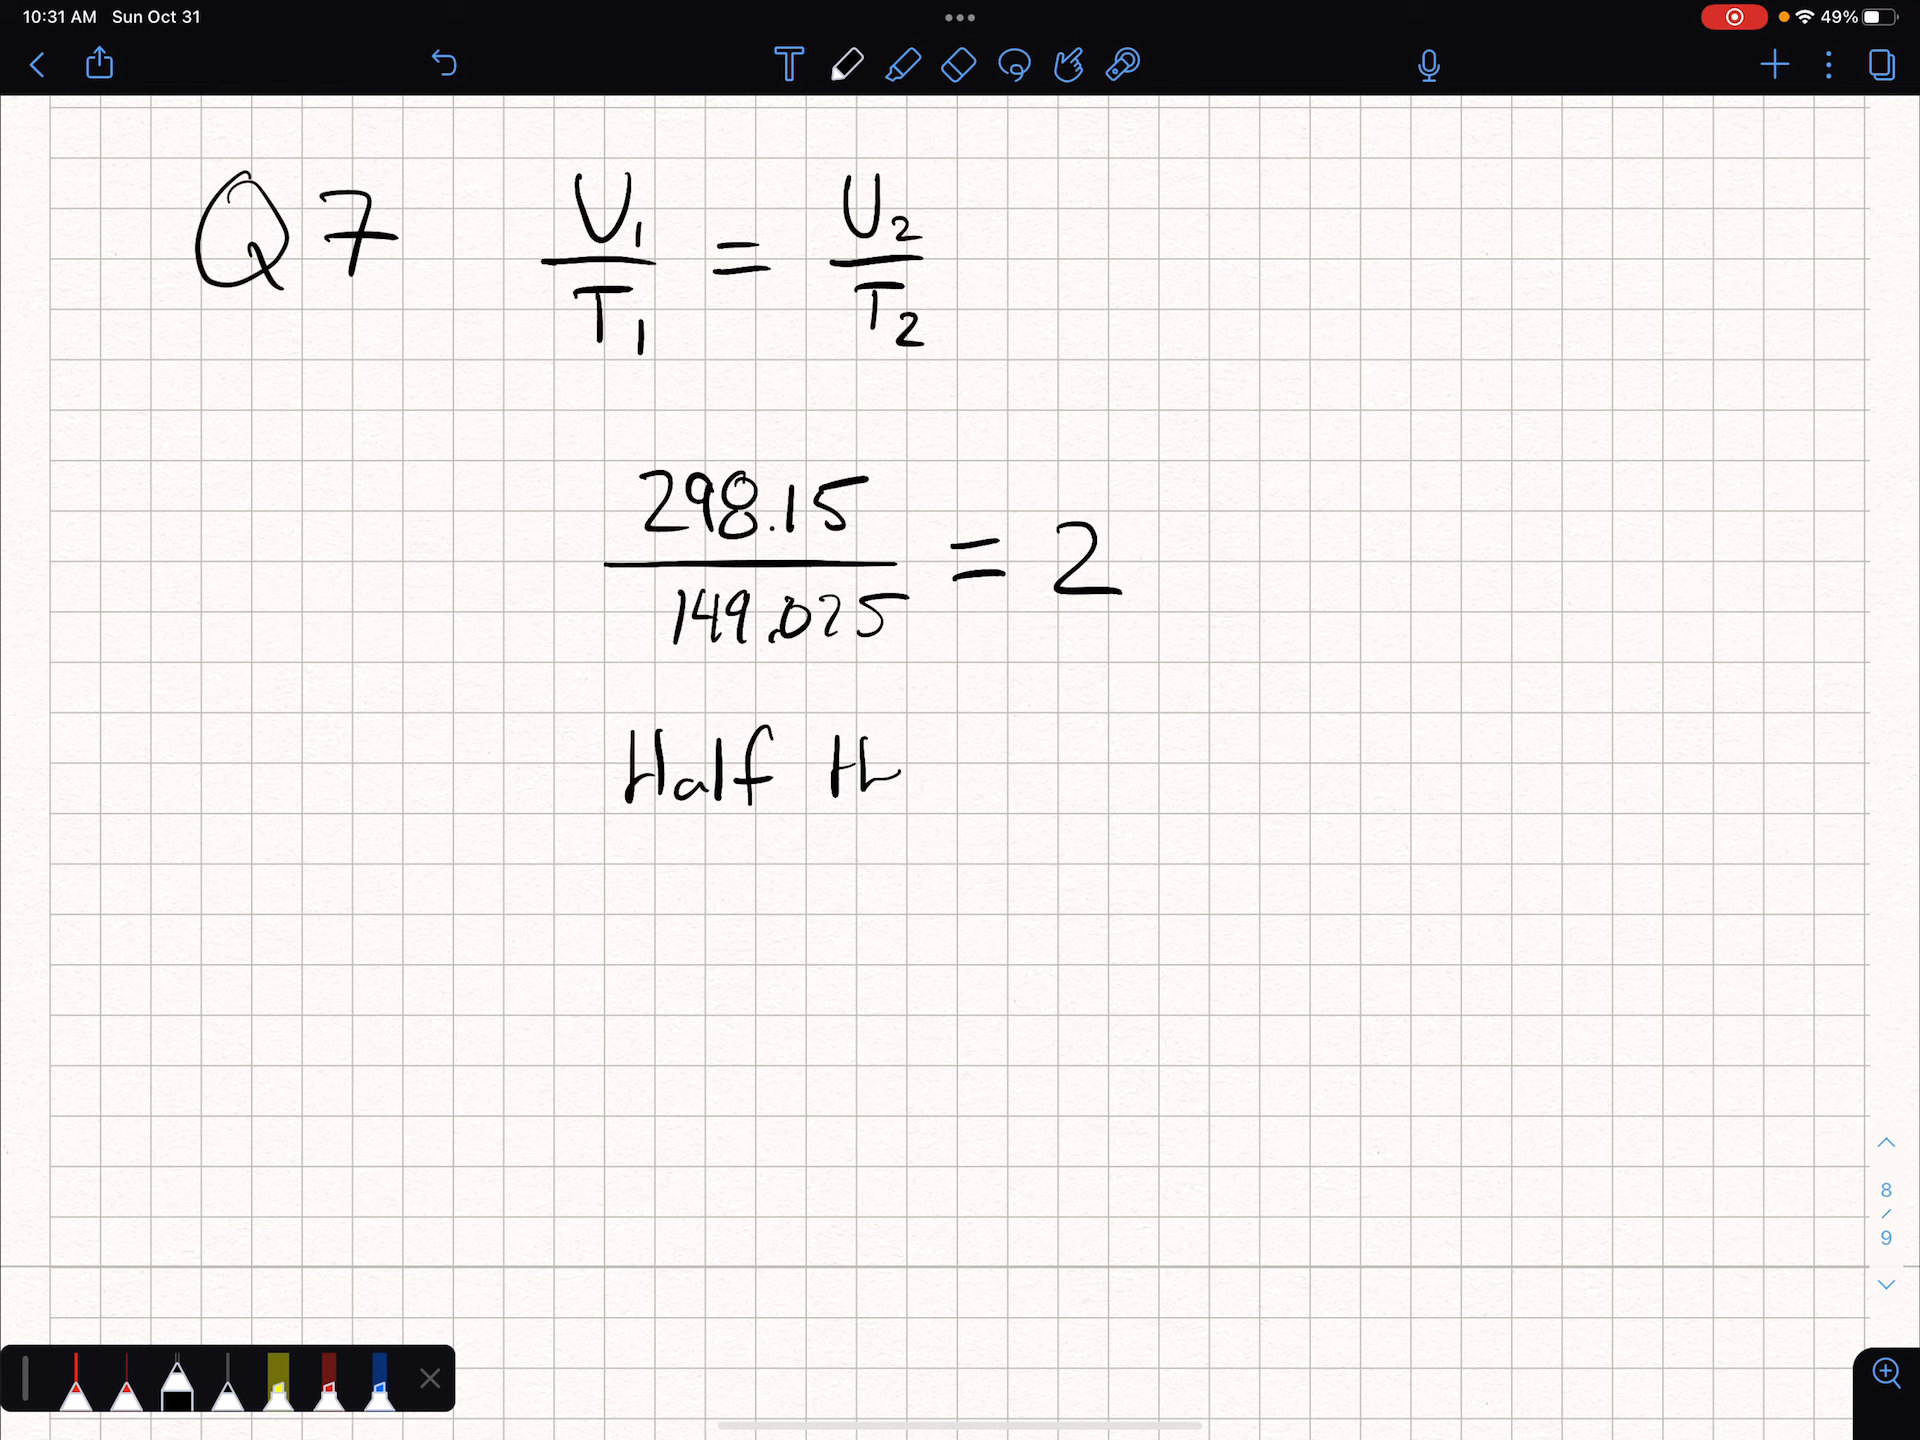 10:31 AM Sun Oct 31
49%
T
Q7 V1/T1 = V2/T2
298.15/149.075 = 2
Half th
8
/
9